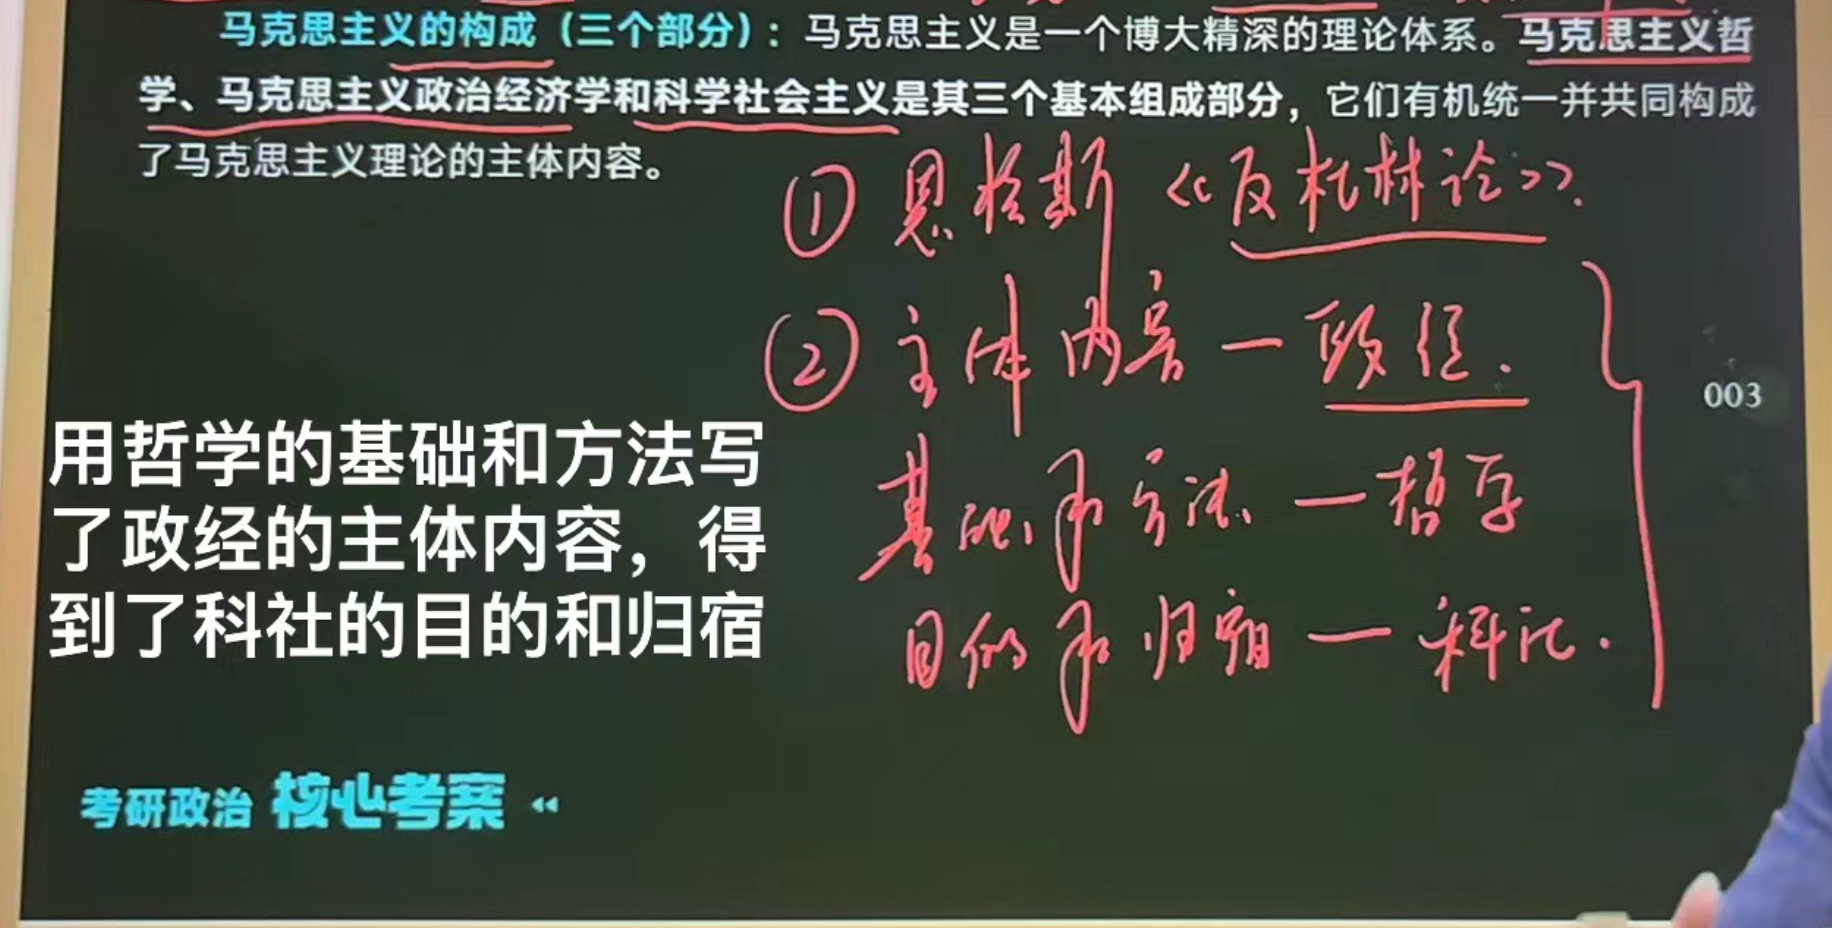 马克思主义的构成（三个部分）：马克思主义是一个博大精深的理论体系。马克思主义哲
学、马克思主义政治经济学和科学社会主义是其三个基本组成部分，它们有机统一并共同构成
了马克思主义理论的主体内容。
① 恩格斯《反杜林论》.
② 主体内容一政经.
003
基础和方法一哲学
目的和归宿一科社.
用哲学的基础和方法写
了政经的主体内容，得
到了科社的目的和归宿
考研政治 核心考案